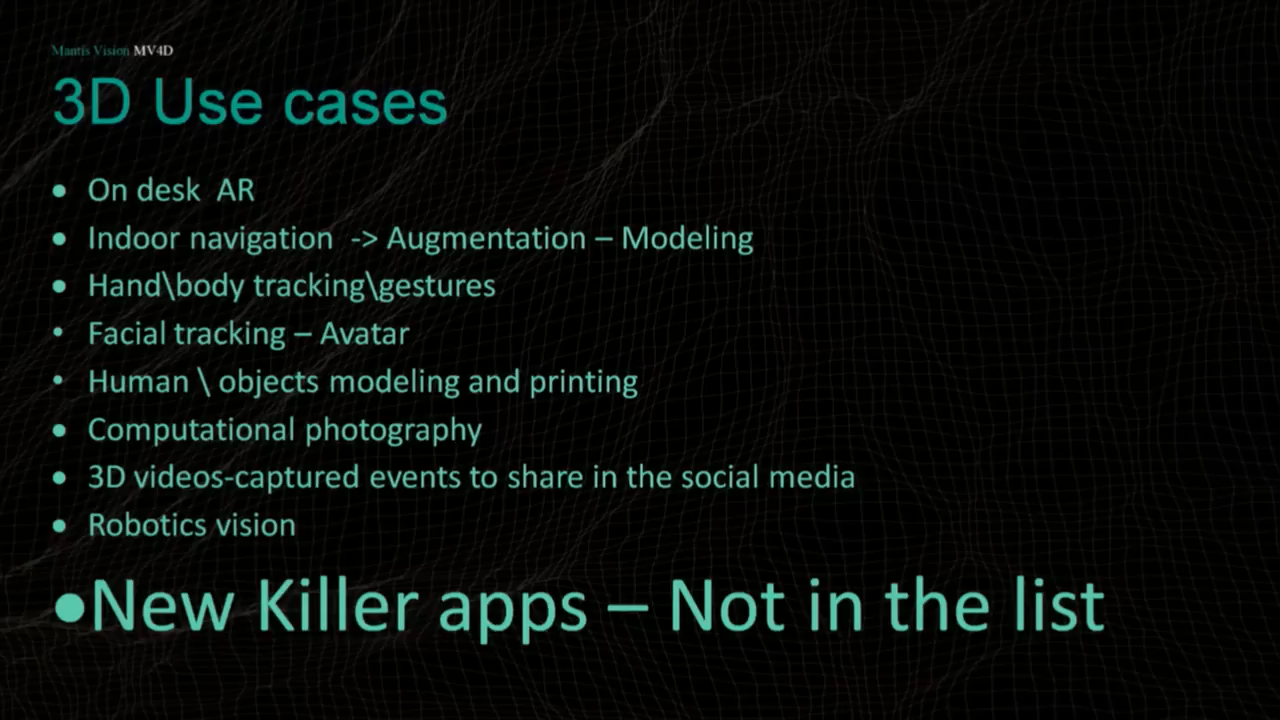 Mantis Vision MV4D
3D Use cases
• On desk  AR
• Indoor navigation  -> Augmentation – Modeling
• Hand\body tracking\gestures
• Facial tracking – Avatar
• Human \ objects modeling and printing
• Computational photography
• 3D videos-captured events to share in the social media
• Robotics vision
•New Killer apps – Not in the list